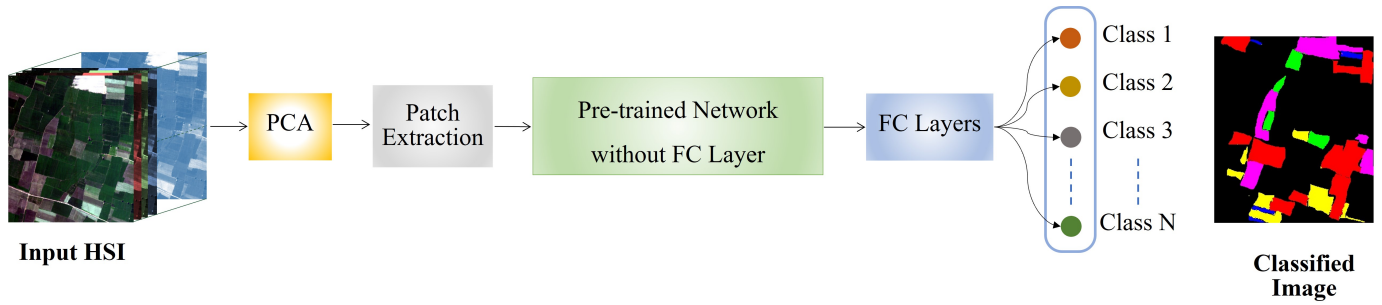 Input HSI
PCA
Patch
Extraction
Pre-trained Network
without FC Layer
FC Layers
Class 1
Class 2
Class 3
Class N
Classified
Image